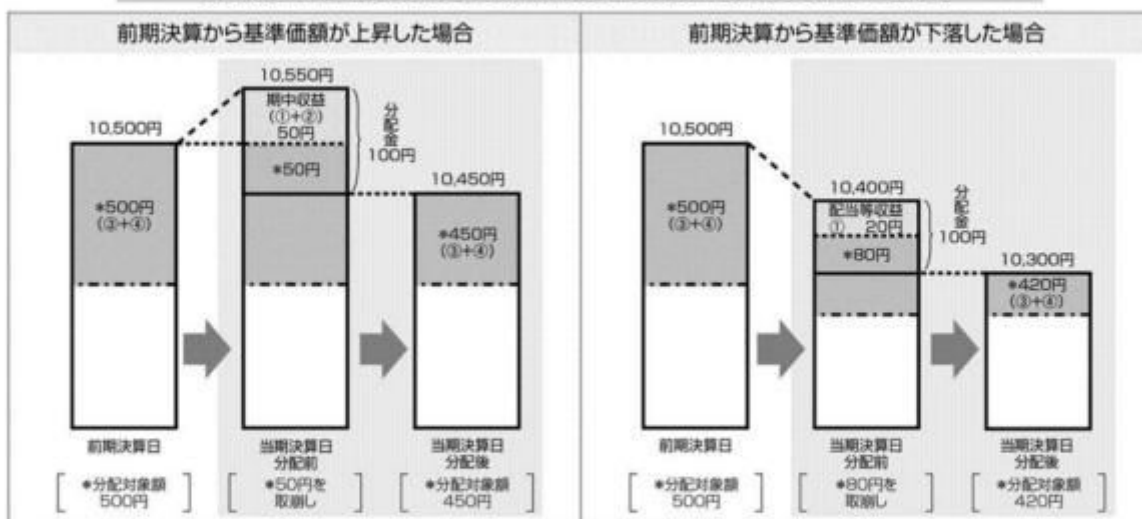 前期決算から基準価額が上昇した場合
10,500円
*500円
(③+④)
10,550円
期中収益
(①+②)
50円
*50円
分配金
100円
10,450円
*450円
(③+④)
前期決算日
当期決算日
分配前
当期決算日
分配後
*分配対象額
500円
*50円を
取崩し
*分配対象額
450円
前期決算から基準価額が下落した場合
10,500円
*500円
(③+④)
10,400円
配当等収益
① 20円
*80円
分配金
100円
10,300円
*420円
(③+④)
前期決算日
当期決算日
分配前
当期決算日
分配後
*分配対象額
500円
*80円を
取崩し
*分配対象額
420円